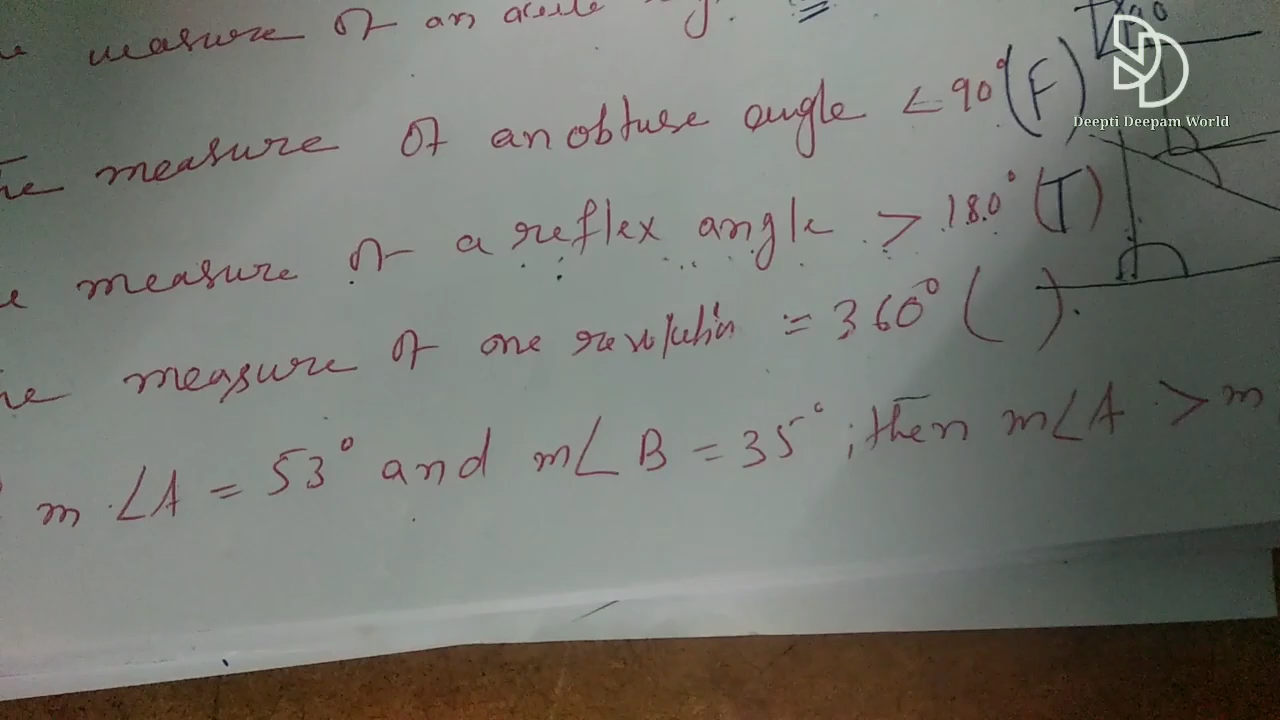 measure of an acute
measure of an obtuse angle < 90° (F)
measure of a reflex angle > 180° (T)
measure of one revolution = 360° ( )
m ∠A = 53° and m∠B = 35° ; then m∠A > m
Deepti Deepam World